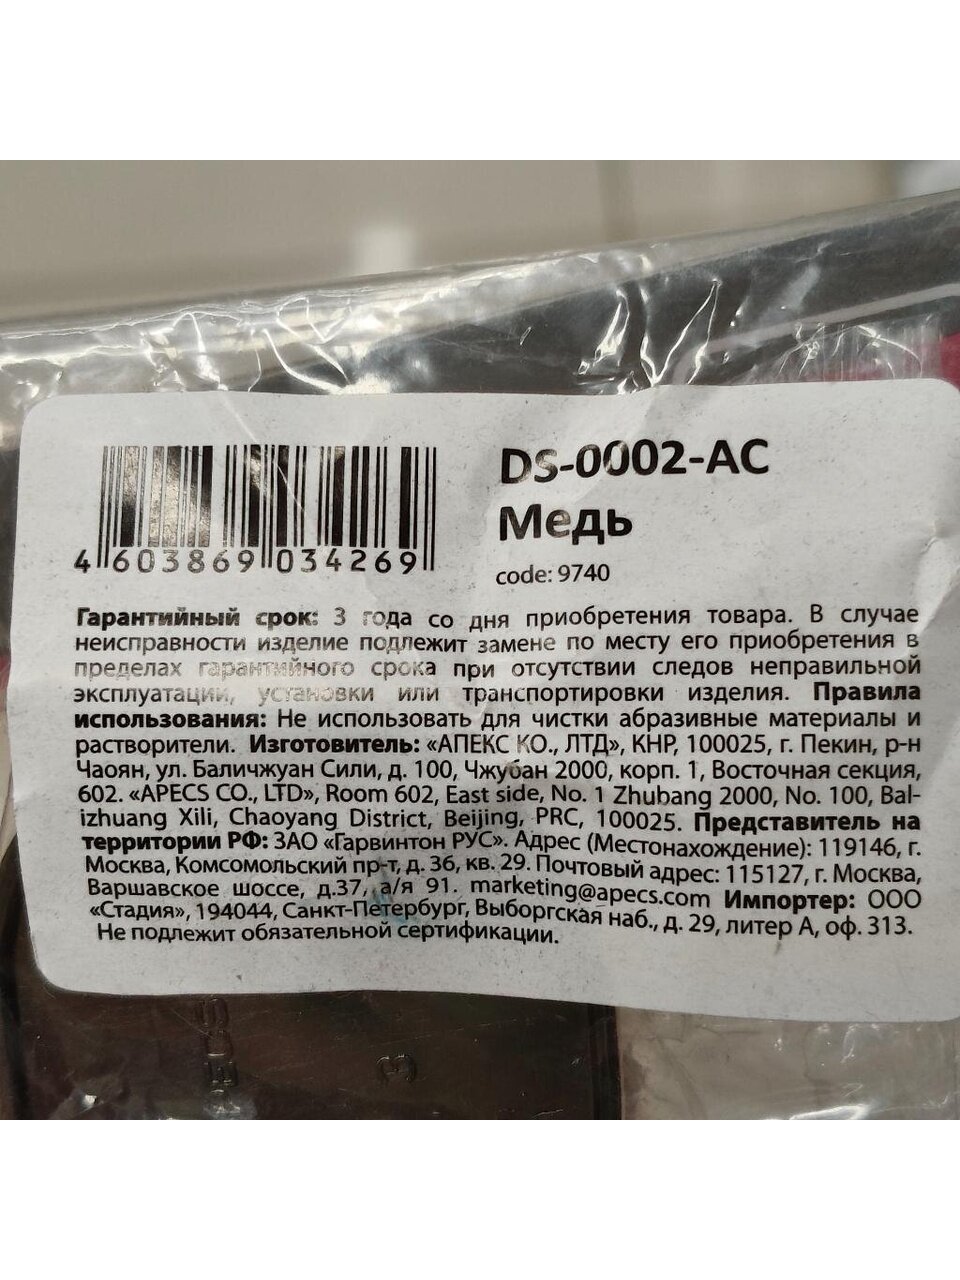 DS-0002-AC
Медь
code: 9740
4 603869 034269
Гарантийный срок: 3 года со дня приобретения товара. В случае
неисправности изделие подлежит замене по месту его приобретения в
пределах гарантийного срока при отсутствии следов неправильной
эксплуатации, установки или транспортировки изделия. Правила
использования: Не использовать для чистки абразивные материалы и
растворители. Изготовитель: «АПЕКС КО., ЛТД», КНР, 100025, г. Пекин, р-н
Чаоян, ул. Баличжуан Сили, д. 100, Чжубан 2000, корп. 1, Восточная секция,
602. «APECS CO., LTD», Room 602, East side, No. 1 Zhubang 2000, No. 100, Bal-
izhuang Xili, Chaoyang District, Beijing, PRC, 100025. Представитель на
территории РФ: ЗАО «Гарвинтон РУС». Адрес (Местонахождение): 119146, г.
Москва, Комсомольский пр-т, д. 36, кв. 29. Почтовый адрес: 115127, г. Москва,
Варшавское шоссе, д.37, а/я 91. marketing@apecs.com Импортер: ООО
«Стадия», 194044, Санкт-Петербург, Выборгская наб., д. 29, литер А, оф. 313.
Не подлежит обязательной сертификации.